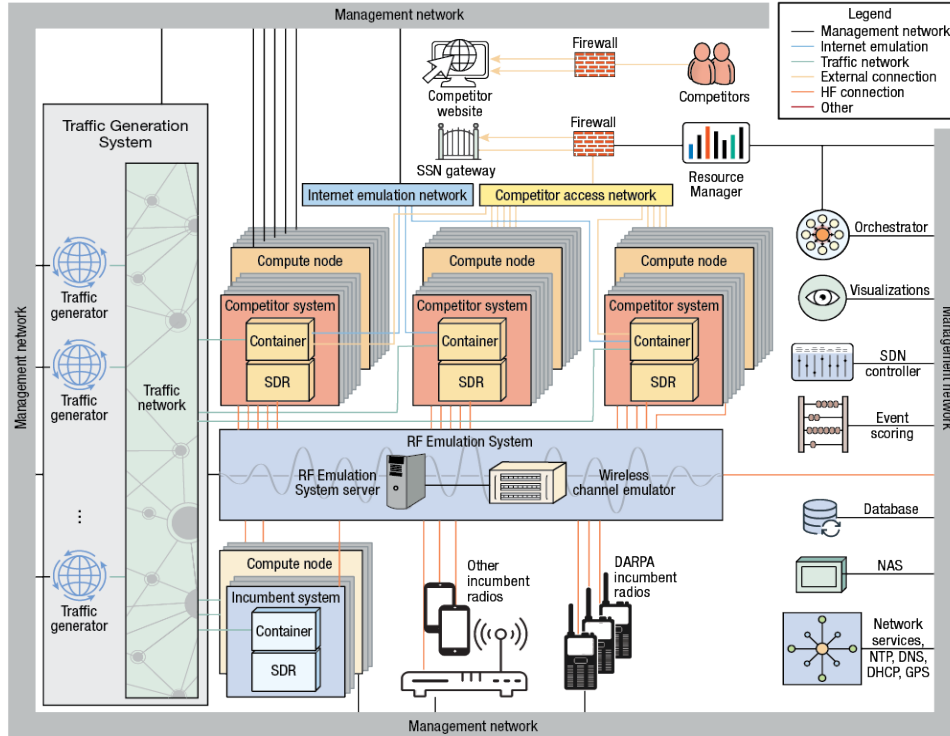 Management network
Legend
Management network
Internet emulation
Traffic network
External connection
HF connection
Other
Firewall
Competitor
website
Competitors
Firewall
SSN gateway
Resource
Manager
Traffic Generation
System
Internet emulation network
Competitor access network
Orchestrator
Compute node
Compute node
Compute node
Traffic
generator
Visualizations
Competitor system
Competitor system
Competitor system
Container
Container
Container
SDR
SDR
SDR
Management network
Management network
SDN
controller
Traffic
generator
Traffic
network
Event
scoring
RF Emulation System
RF Emulation
System server
Wireless
channel emulator
Database
...
Compute node
Other
incumbent
radios
DARPA
incumbent
radios
NAS
Traffic
generator
Incumbent system
Container
SDR
Network
services,
NTP, DNS,
DHCP, GPS
Management network